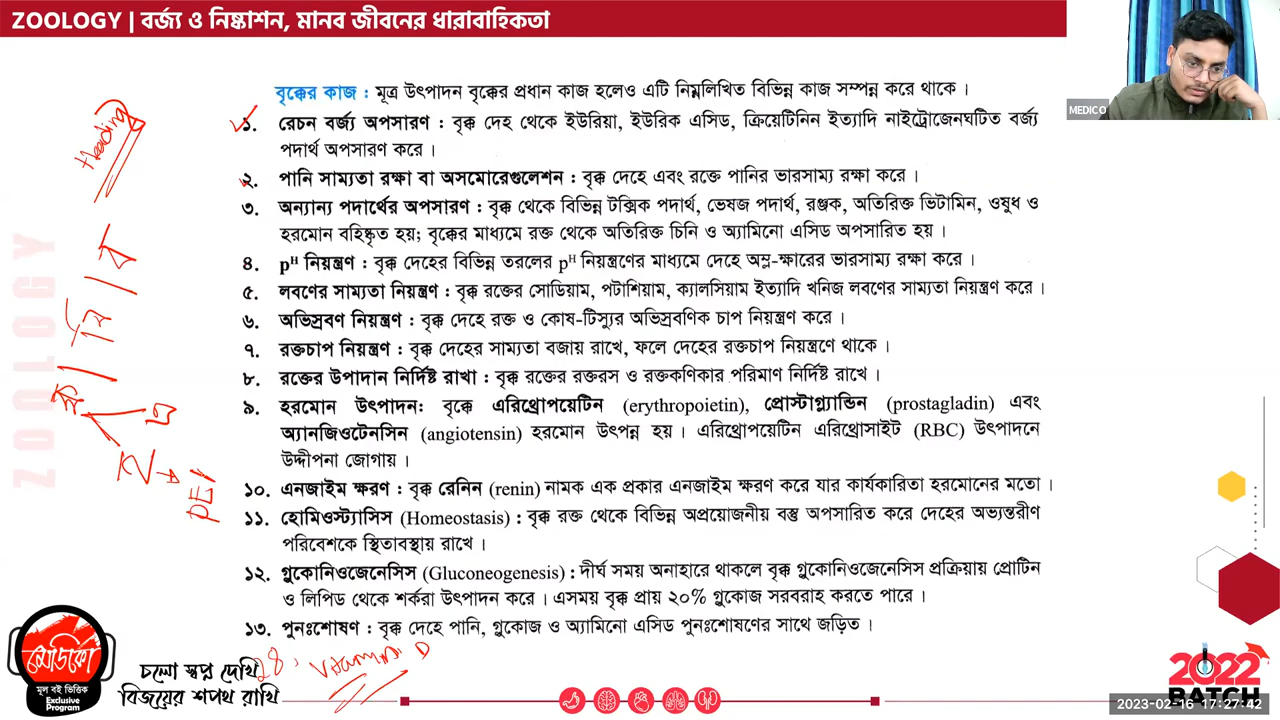 ZOOLOGY | বর্জ্য ও নিষ্কাশন, মানব জীবনের ধারাবাহিকতা
MEDICO
Heading
ZOOLOGY
বৃক্কের কাজ : মূত্র উৎপাদন বৃক্কের প্রধান কাজ হলেও এটি নিম্নলিখিত বিভিন্ন কাজ সম্পন্ন করে থাকে।
১. রেচন বর্জ্য অপসারণ : বৃক্ক দেহ থেকে ইউরিয়া, ইউরিক এসিড, ক্রিয়েটিনিন ইত্যাদি নাইট্রোজেনঘটিত বর্জ্য
পদার্থ অপসারণ করে।
২. পানি সাম্যতা রক্ষা বা অসমোরেগুলেশন : বৃক্ক দেহে এবং রক্তে পানির ভারসাম্য রক্ষা করে।
৩. অন্যান্য পদার্থের অপসারণ : বৃক্ক থেকে বিভিন্ন টক্সিক পদার্থ, ভেষজ পদার্থ, রঞ্জক, অতিরিক্ত ভিটামিন, ওষুধ ও
হরমোন বহিষ্কৃত হয়; বৃক্কের মাধ্যমে রক্ত থেকে অতিরিক্ত চিনি ও অ্যামিনো এসিড অপসারিত হয়।
৪. pᴴ নিয়ন্ত্রণ : বৃক্ক দেহের বিভিন্ন তরলের pᴴ নিয়ন্ত্রণের মাধ্যমে দেহে অম্ল-ক্ষারের ভারসাম্য রক্ষা করে।
৫. লবণের সাম্যতা নিয়ন্ত্রণ : বৃক্ক রক্তের সোডিয়াম, পটাশিয়াম, ক্যালসিয়াম ইত্যাদি খনিজ লবণের সাম্যতা নিয়ন্ত্রণ করে।
৬. অভিস্রবণ নিয়ন্ত্রণ : বৃক্ক দেহে রক্ত ও কোষ-টিস্যুর অভিস্রবণিক চাপ নিয়ন্ত্রণ করে।
৭. রক্তচাপ নিয়ন্ত্রণ : বৃক্ক দেহের সাম্যতা বজায় রাখে, ফলে দেহের রক্তচাপ নিয়ন্ত্রণে থাকে।
৮. রক্তের উপাদান নির্দিষ্ট রাখা : বৃক্ক রক্তের রক্তরস ও রক্তকণিকার পরিমাণ নির্দিষ্ট রাখে।
৯. হরমোন উৎপাদন: বৃক্কে এরিথ্রোপয়েটিন (erythropoietin), প্রোস্টাগ্ল্যান্ডিন (prostagladin) এবং
অ্যানজিওটেনসিন (angiotensin) হরমোন উৎপন্ন হয়। এরিথ্রোপয়েটিন এরিথ্রোসাইট (RBC) উৎপাদনে
উদ্দীপনা জোগায়।
১০. এনজাইম ক্ষরণ : বৃক্ক রেনিন (renin) নামক এক প্রকার এনজাইম ক্ষরণ করে যার কার্যকারিতা হরমোনের মতো।
১১. হোমিওস্ট্যাসিস (Homeostasis) : বৃক্ক রক্ত থেকে বিভিন্ন অপ্রয়োজনীয় বস্তু অপসারিত করে দেহের অভ্যন্তরীণ
পরিবেশকে স্থিতাবস্থায় রাখে।
১২. গ্লুকোনিওজেনেসিস (Gluconeogenesis) : দীর্ঘ সময় অনাহারে থাকলে বৃক্ক গ্লুকোনিওজেনেসিস প্রক্রিয়ায় প্রোটিন
ও লিপিড থেকে শর্করা উৎপাদন করে। এসময় বৃক্ক প্রায় ২০% গ্লুকোজ সরবরাহ করতে পারে।
১৩. পুনঃশোষণ : বৃক্ক দেহে পানি, গ্লুকোজ ও অ্যামিনো এসিড পুনঃশোষণের সাথে জড়িত।
Vitamin D
মেডিকো
মূল বই ভিত্তিক
Exclusive
Program
চলো স্বপ্ন দেখি
বিজয়ের শপথ রাখি
2022
BATCH
2023-02-16 17:27:42